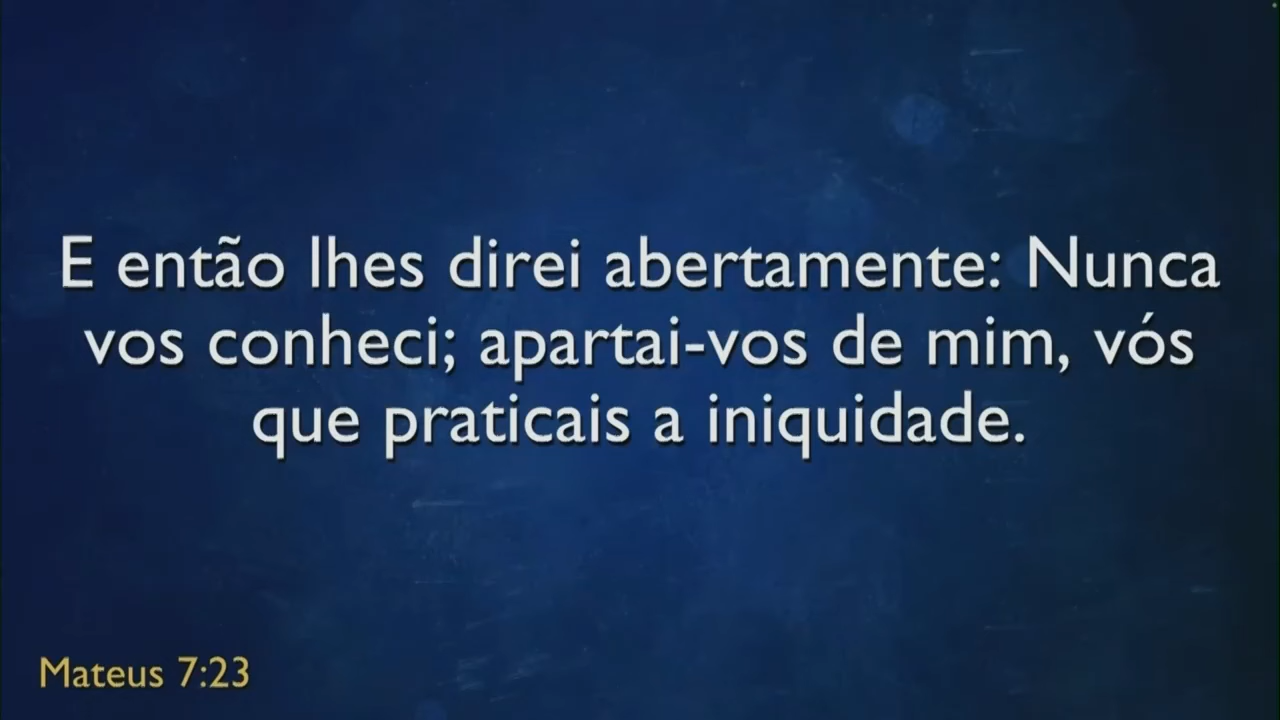 E então lhes direi abertamente: Nunca
vos conheci; apartai-vos de mim, vós
que praticais a iniquidade.
Mateus 7:23